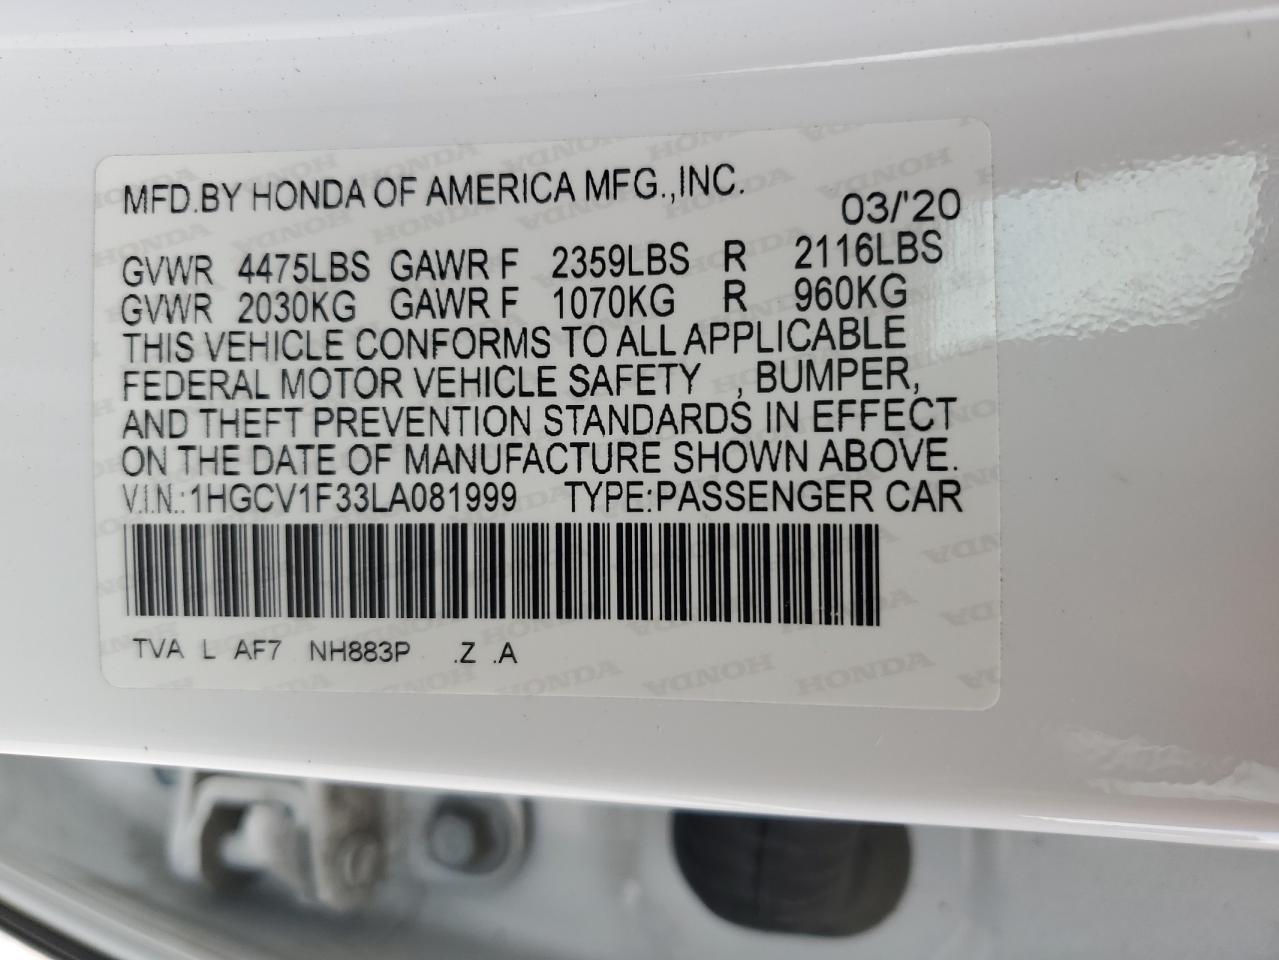 MFD.BY HONDA OF AMERICA MFG.,INC.
03/'20
GVWR 4475LBS GAWR F 2359LBS R 2116LBS
GVWR 2030KG GAWR F 1070KG R 960KG
THIS VEHICLE CONFORMS TO ALL APPLICABLE
FEDERAL MOTOR VEHICLE SAFETY , BUMPER,
AND THEFT PREVENTION STANDARDS IN EFFECT
ON THE DATE OF MANUFACTURE SHOWN ABOVE.
V.I.N.:1HGCV1F33LA081999 TYPE:PASSENGER CAR
TVA L AF7 NH883P .Z .A